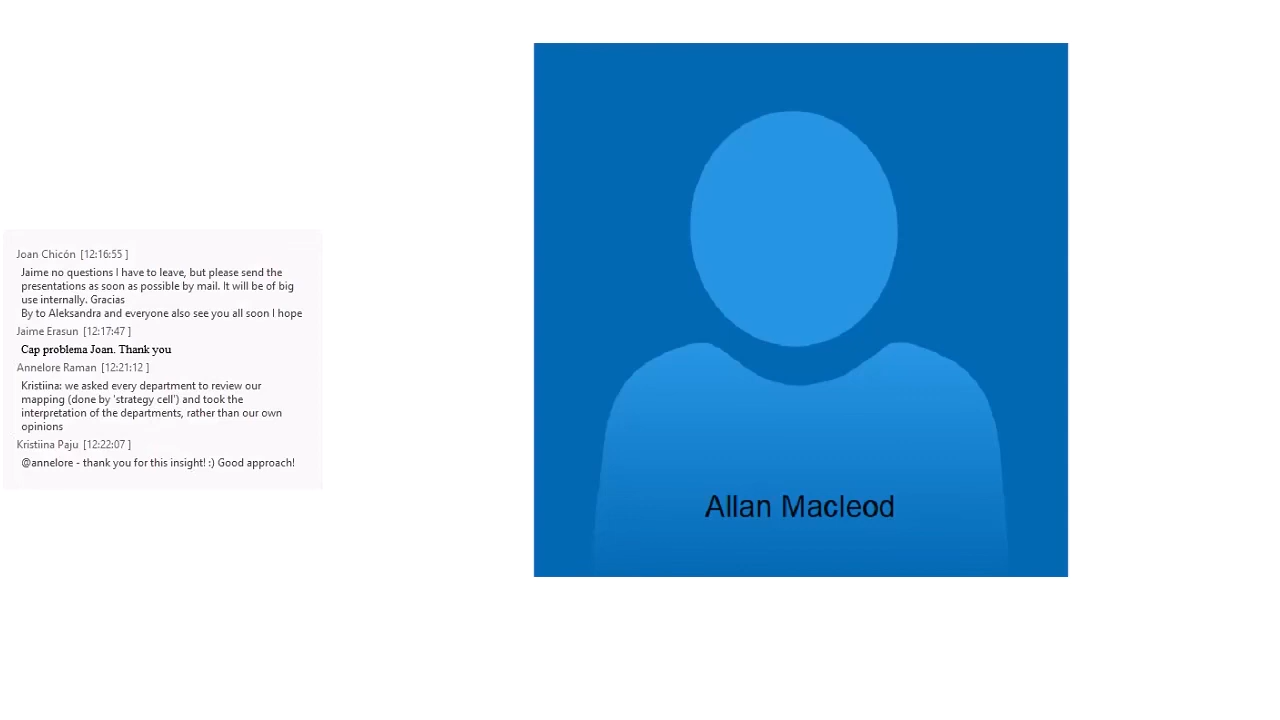 Joan Chicón [12:16:55 ]
Jaime no questions I have to leave, but please send the
presentations as soon as possible by mail. It will be of big
use internally. Gracias
By to Aleksandra and everyone also see you all soon I hope
Jaime Erasun [12:17:47 ]
Cap problema Joan. Thank you
Annelore Raman [12:21:12 ]
Kristiina: we asked every department to review our
mapping (done by 'strategy cell') and took the
interpretation of the departments, rather than our own
opinions
Kristiina Paju [12:22:07 ]
@annelore - thank you for this insight! :) Good approach!
Allan Macleod